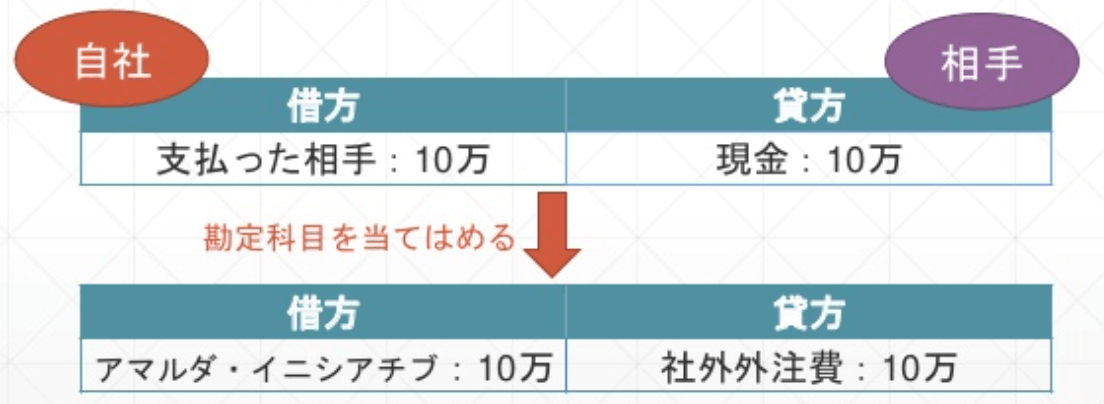 自社
相手
借方 貸方
支払った相手：10万 現金：10万
勘定科目を当てはめる
借方 貸方
アマルダ・イニシアチブ：10万 社外外注費：10万